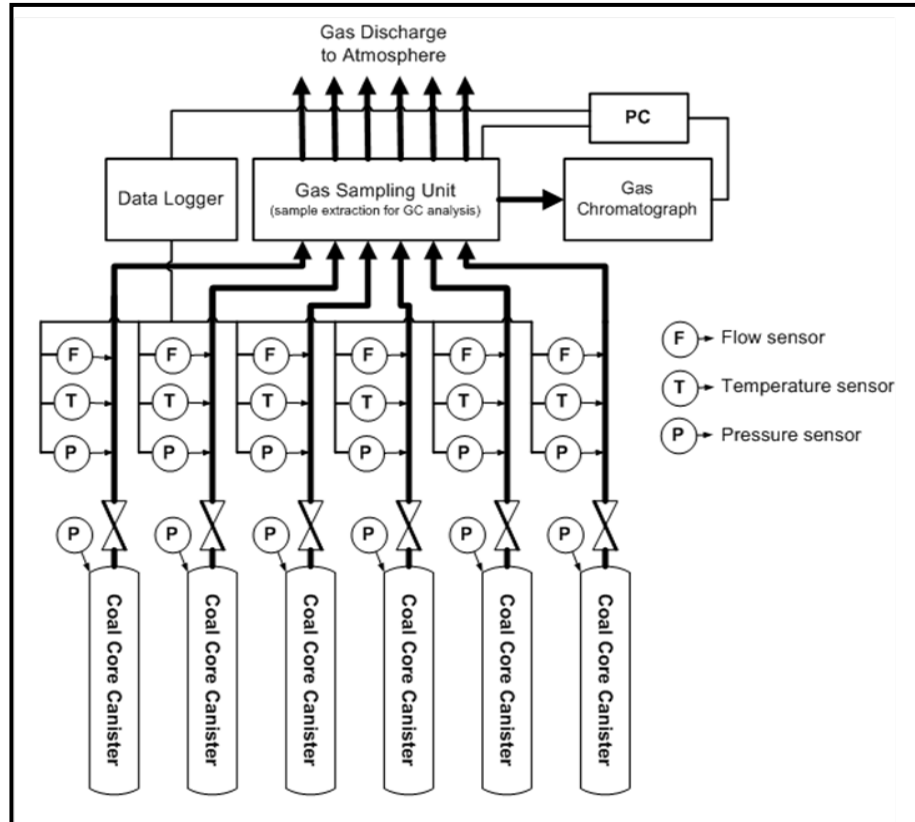 Gas Discharge
to Atmosphere
PC
Data Logger
Gas Sampling Unit
(sample extraction for GC analysis)
Gas
Chromatograph
F F F F F F
F Flow sensor
T T T T T T
T Temperature sensor
P P P P P P
P Pressure sensor
P P P P P P
Coal Core Canister
Coal Core Canister
Coal Core Canister
Coal Core Canister
Coal Core Canister
Coal Core Canister